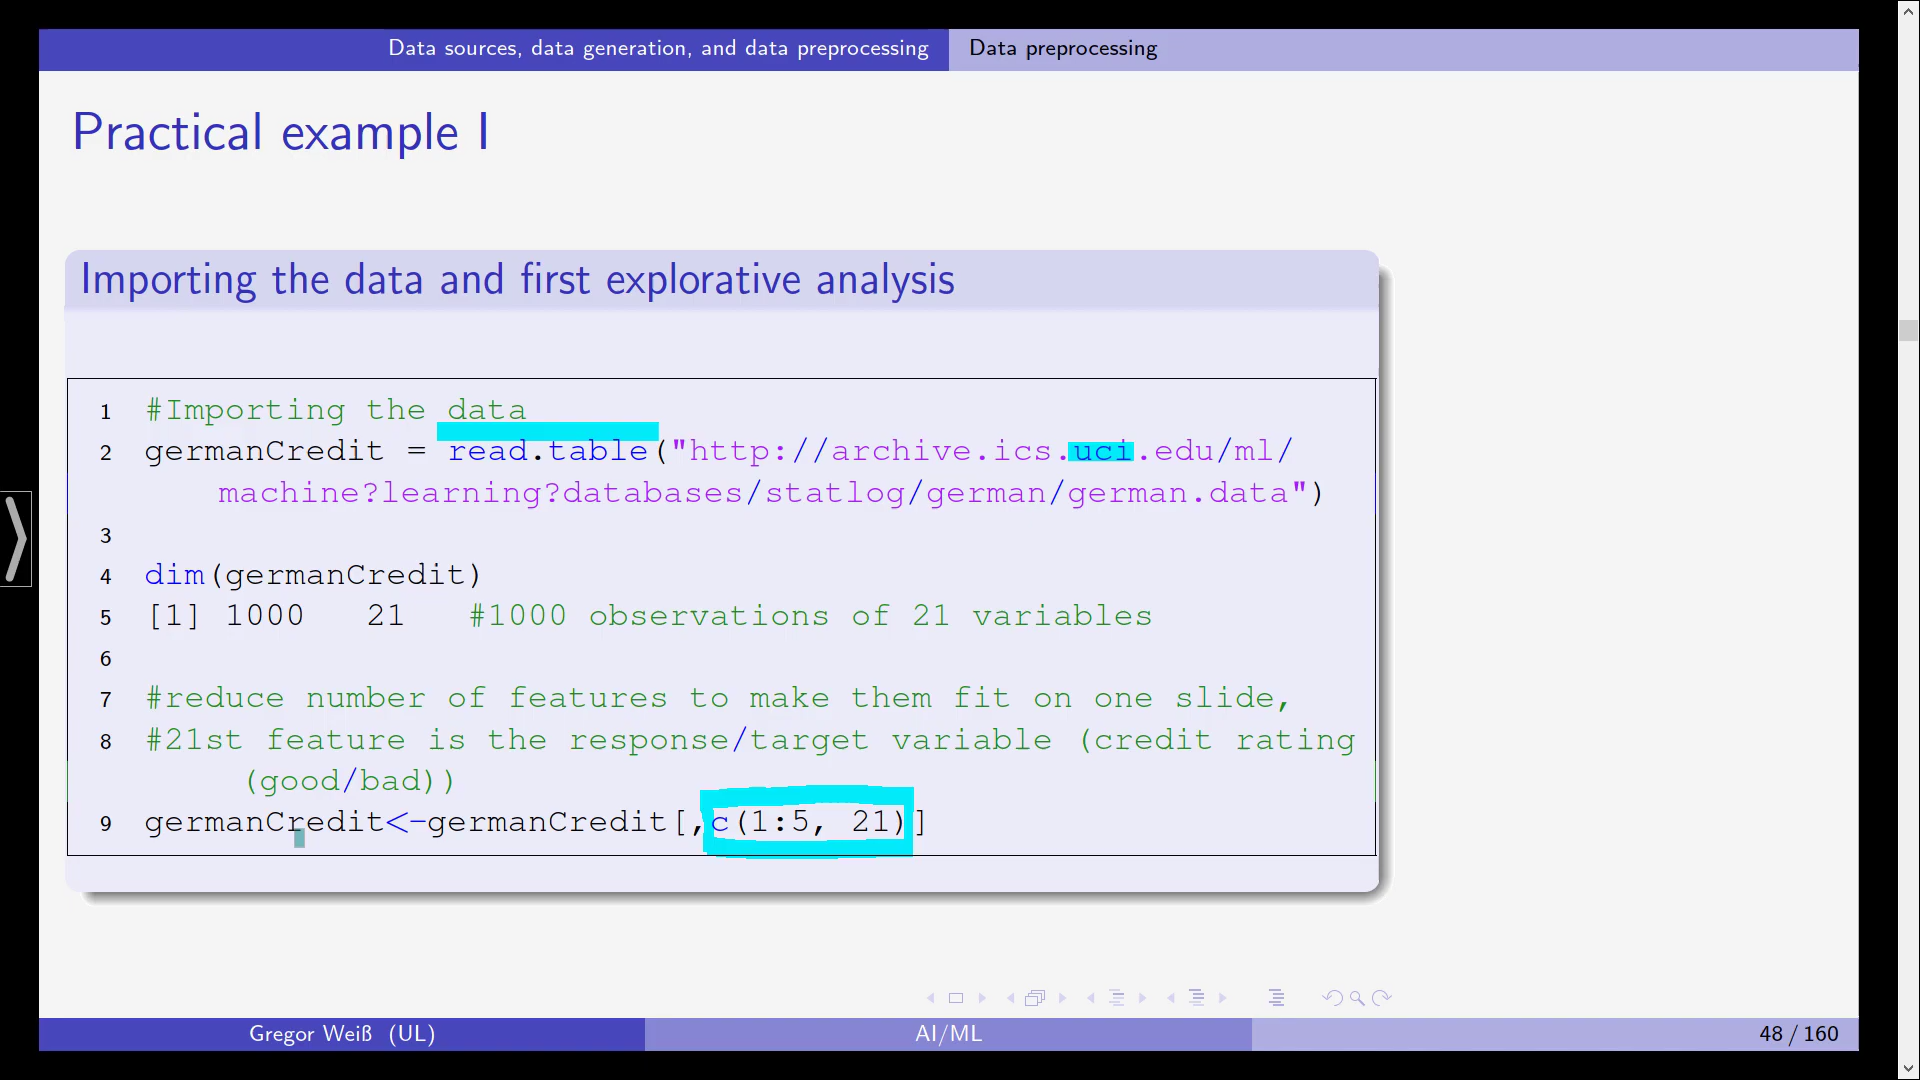 Data sources, data generation, and data preprocessing
Data preprocessing
Practical example I
Importing the data and first explorative analysis
1 #Importing the data
2 germanCredit = read.table("http://archive.ics.uci.edu/ml/
machine?learning?databases/statlog/german/german.data")
3
4 dim(germanCredit)
5 [1] 1000 21 #1000 observations of 21 variables
6
7 #reduce number of features to make them fit on one slide,
8 #21st feature is the response/target variable (credit rating
(good/bad))
9 germanCredit<-germanCredit[,c(1:5, 21)]
Gregor Weiß (UL)
AI/ML
48 / 160